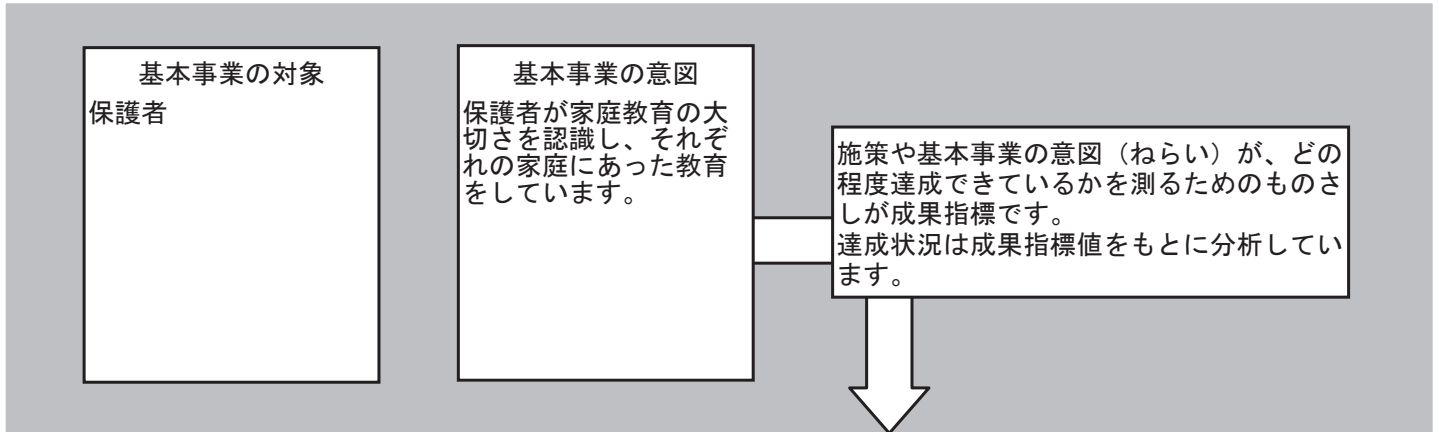 基本事業の対象
保護者
基本事業の意図
保護者が家庭教育の大
切さを認識し、それぞ
れの家庭にあった教育
をしています。
施策や基本事業の意図（ねらい）が、どの
程度達成できているかを測るためのものさ
しが成果指標です。
達成状況は成果指標値をもとに分析してい
ます。